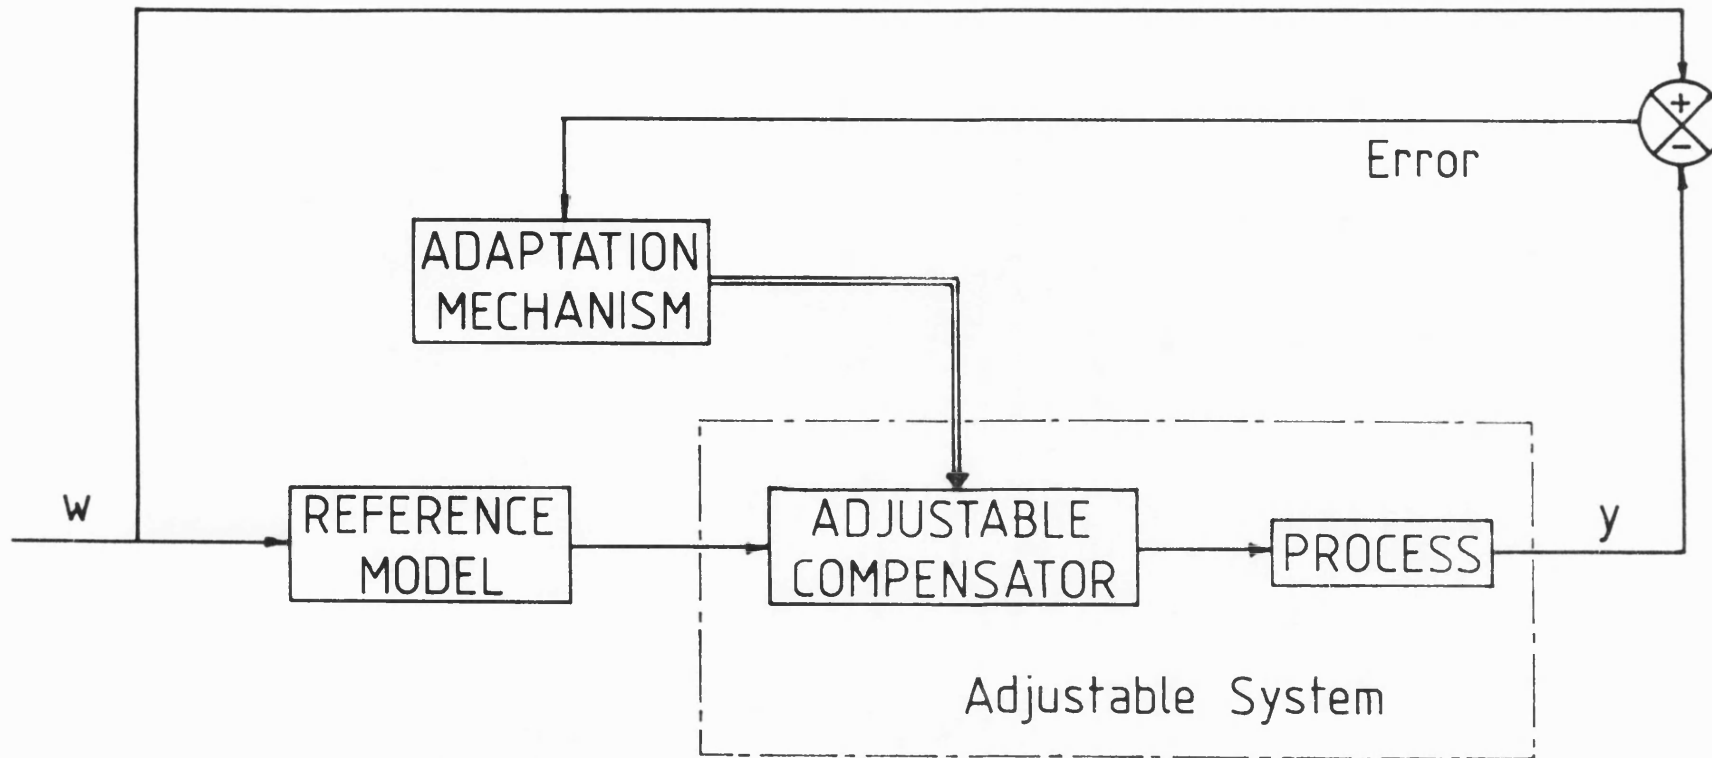 +
-
Error
ADAPTATION
MECHANISM
w
REFERENCE
MODEL
ADJUSTABLE
COMPENSATOR
PROCESS
y
Adjustable System